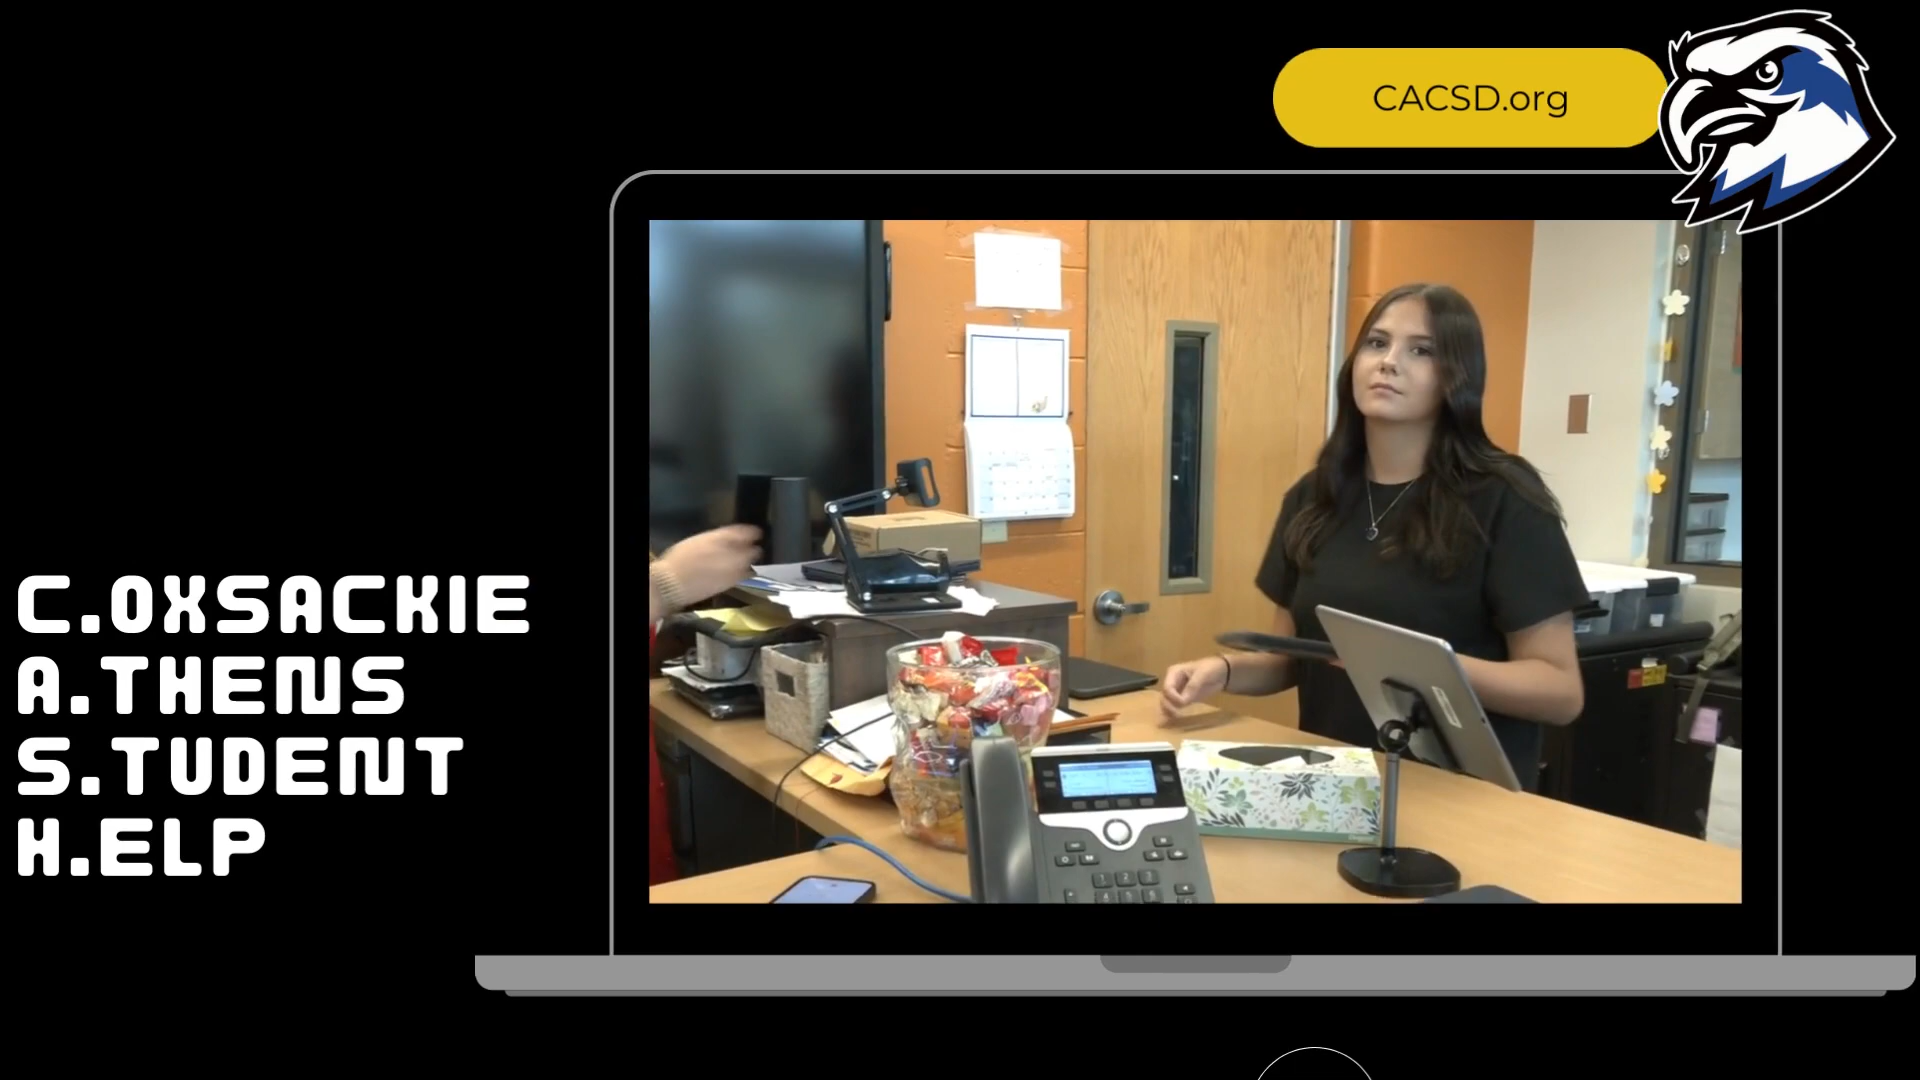 CACSD.org
C.OXSACKIE
A.THENS
S.TUDENT
H.ELP